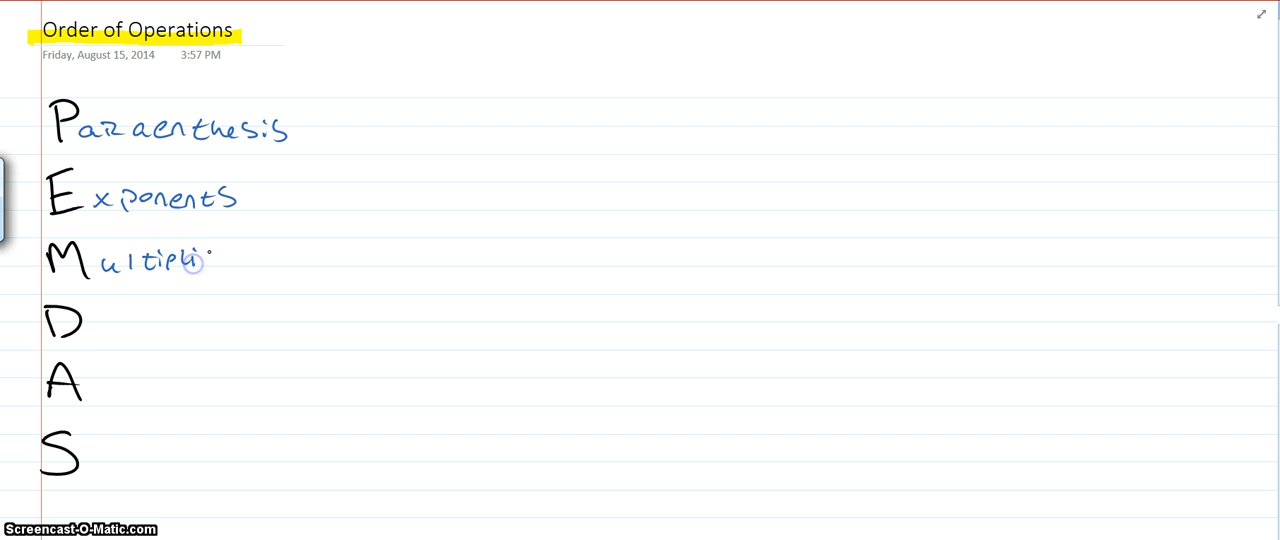 Order of Operations
Friday, August 15, 2014 3:57 PM
Paraenthesis
Exponents
Multipli
D
A
S
Screencast-O-Matic.com